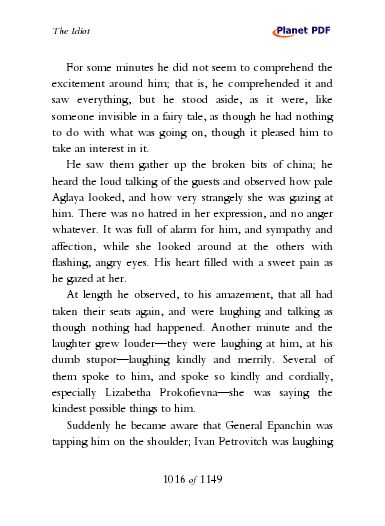 The Idiot
Planet PDF
For some minutes he did not seem to comprehend the
excitement around him; that is, he comprehended it and
saw everything, but he stood aside, as it were, like
someone invisible in a fairy tale, as though he had nothing
to do with what was going on, though it pleased him to
take an interest in it.
He saw them gather up the broken bits of china; he
heard the loud talking of the guests and observed how pale
Aglaya looked, and how very strangely she was gazing at
him. There was no hatred in her expression, and no anger
whatever. It was full of alarm for him, and sympathy and
affection, while she looked around at the others with
flashing, angry eyes. His heart filled with a sweet pain as
he gazed at her.
At length he observed, to his amazement, that all had
taken their seats again, and were laughing and talking as
though nothing had happened. Another minute and the
laughter grew louder—they were laughing at him, at his
dumb stupor—laughing kindly and merrily. Several of
them spoke to him, and spoke so kindly and cordially,
especially Lizabetha Prokofievna—she was saying the
kindest possible things to him.
Suddenly he became aware that General Epanchin was
tapping him on the shoulder; Ivan Petrovitch was laughing
1016 of 1149